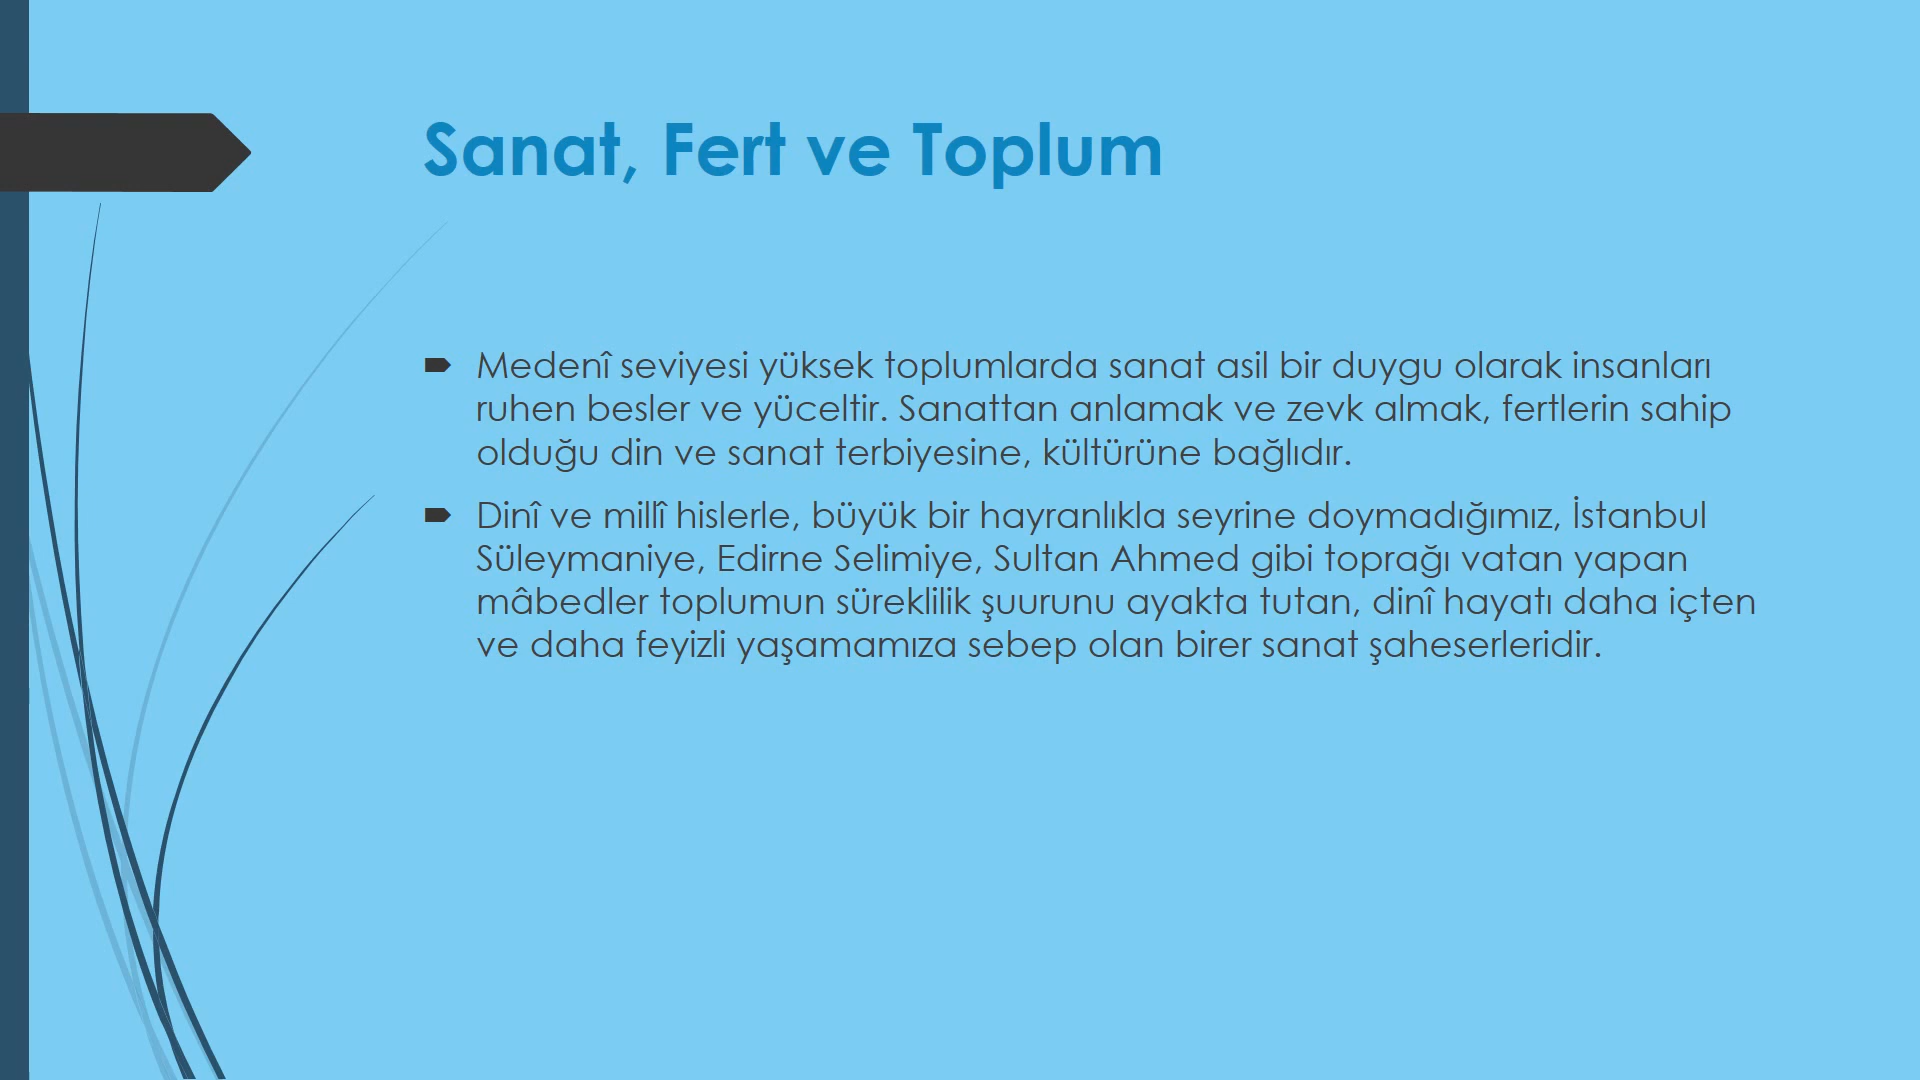 Sanat, Fert ve Toplum
Medenî seviyesi yüksek toplumlarda sanat asil bir duygu olarak insanları
ruhen besler ve yüceltir. Sanattan anlamak ve zevk almak, fertlerin sahip
olduğu din ve sanat terbiyesine, kültürüne bağlıdır.
Dinî ve millî hislerle, büyük bir hayranlıkla seyrine doymadığımız, İstanbul
Süleymaniye, Edirne Selimiye, Sultan Ahmed gibi toprağı vatan yapan
mâbedler toplumun süreklilik şuurunu ayakta tutan, dinî hayatı daha içten
ve daha feyizli yaşamamıza sebep olan birer sanat şaheserleridir.